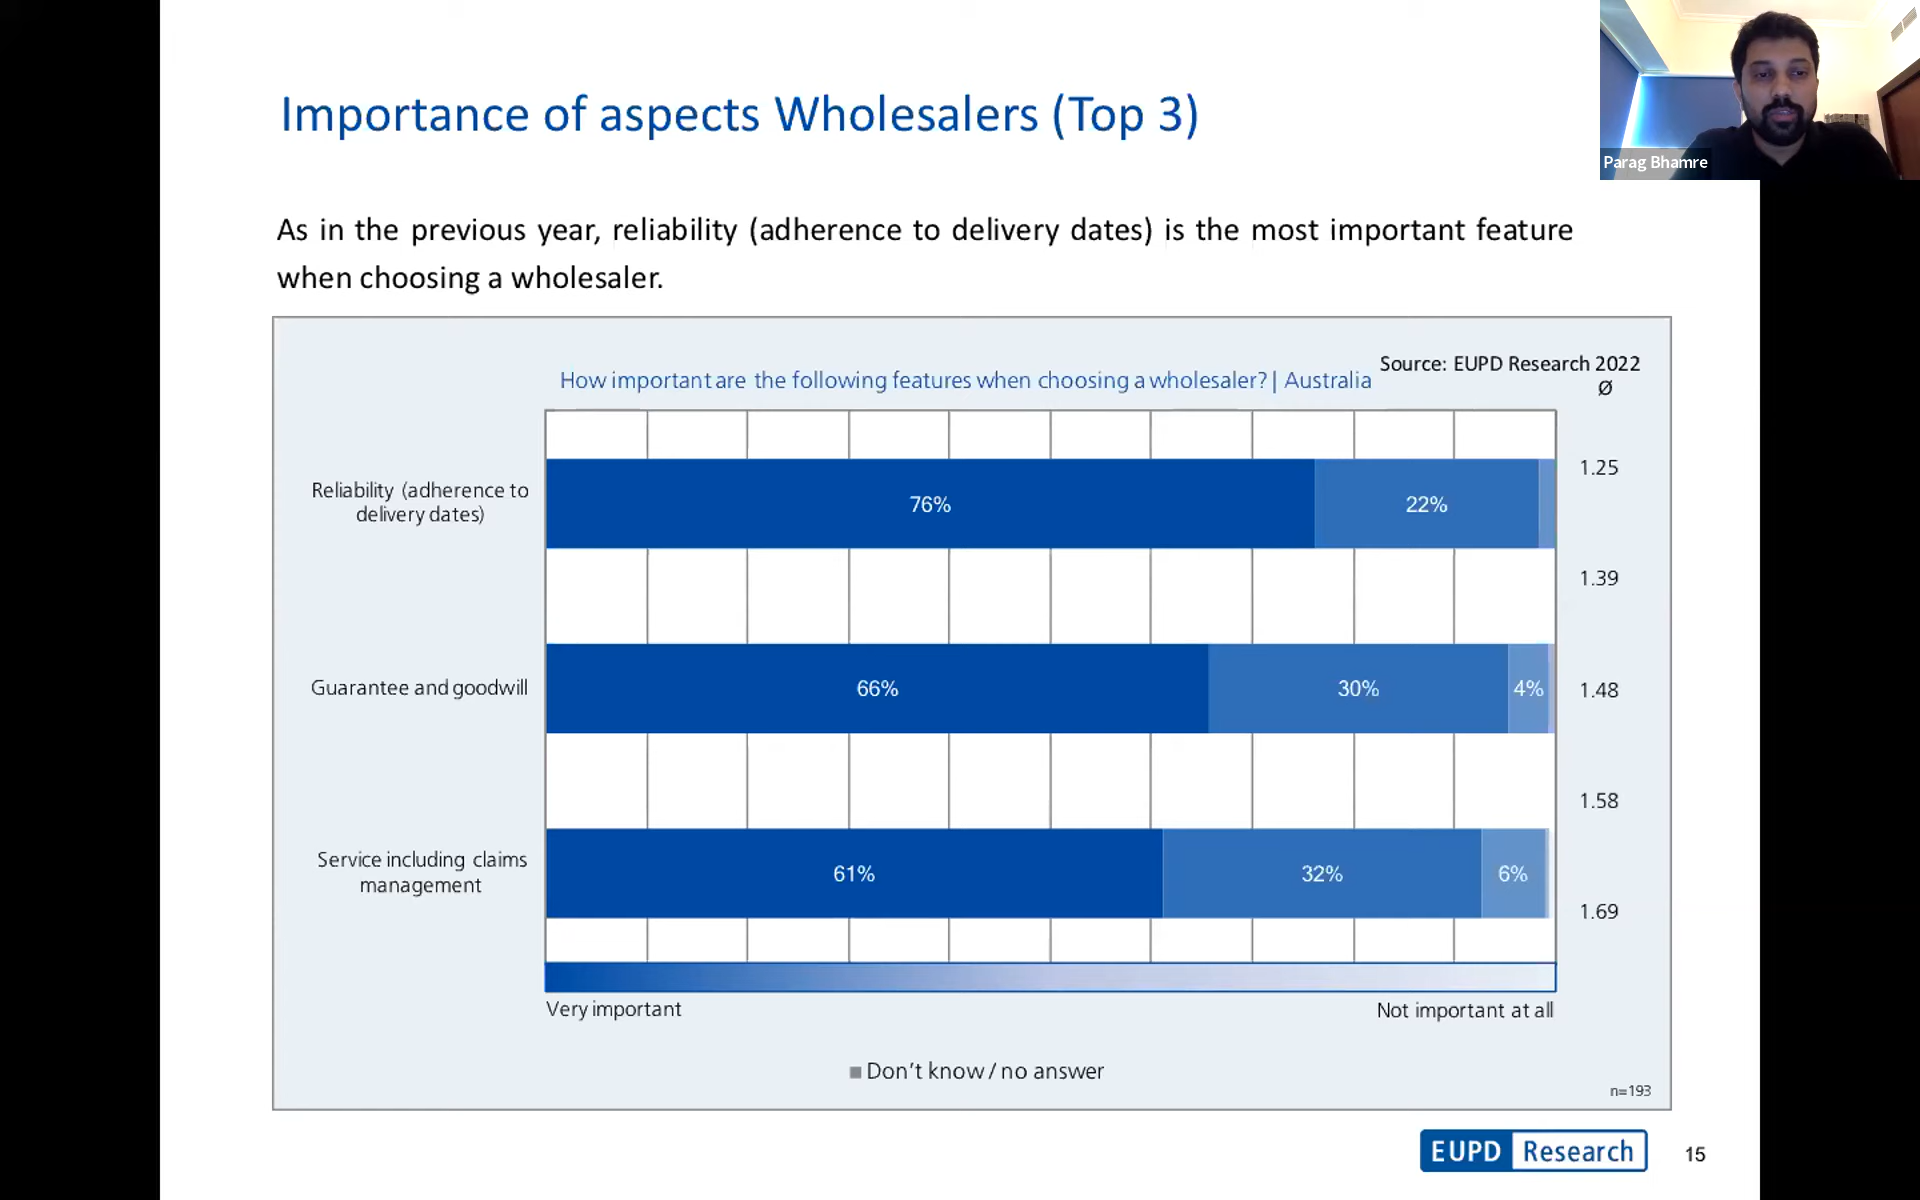 Importance of aspects Wholesalers (Top 3)
Parag Bhamre
As in the previous year, reliability (adherence to delivery dates) is the most important feature
when choosing a wholesaler.
How important are the following features when choosing a wholesaler? | Australia
Source: EUPD Research 2022
Ø
Reliability (adherence to
delivery dates)
76%
22%
1.25
1.39
Guarantee and goodwill
66%
30%
4%
1.48
1.58
Service including claims
management
61%
32%
6%
1.69
Very important
Not important at all
Don't know / no answer
n=193
EUPD Research
15